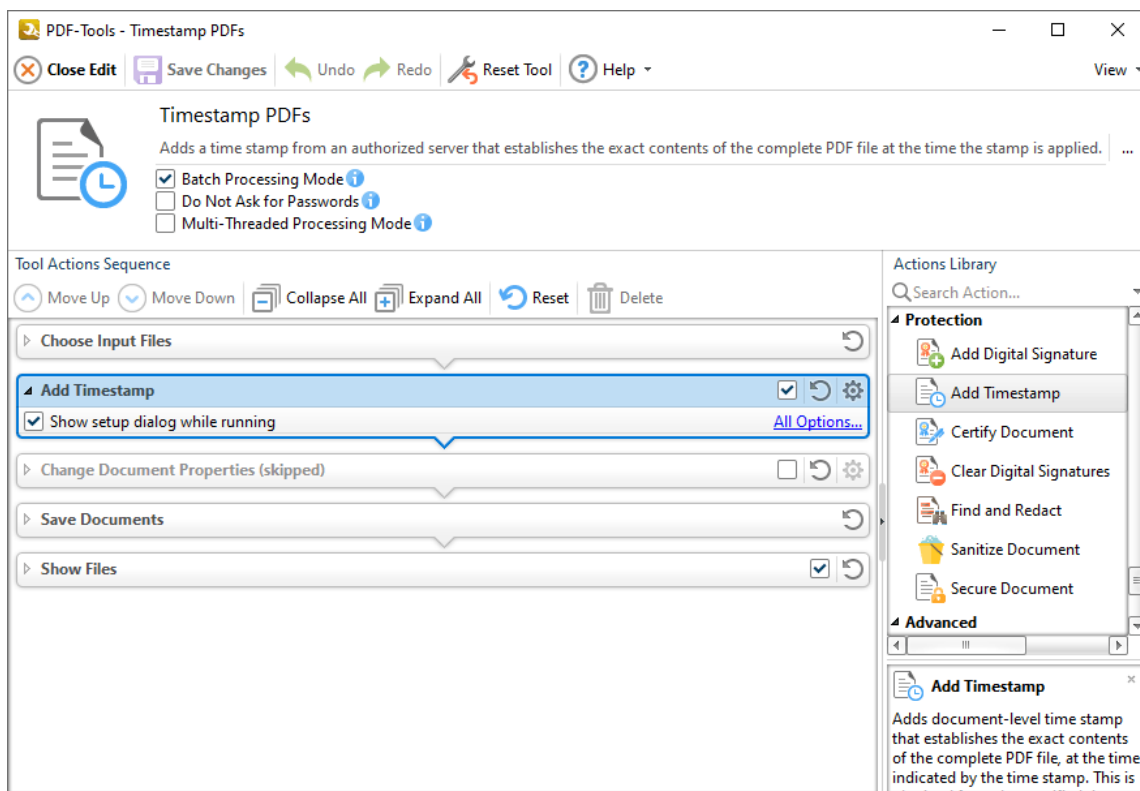 PDF-Tools - Timestamp PDFs
Close Edit Save Changes Undo Redo Reset Tool Help View
Timestamp PDFs
Adds a time stamp from an authorized server that establishes the exact contents of the complete PDF file at the time the stamp is applied. ...
Batch Processing Mode
Do Not Ask for Passwords
Multi-Threaded Processing Mode
Tool Actions Sequence
Move Up Move Down Collapse All Expand All Reset Delete
Choose Input Files
Add Timestamp
Show setup dialog while running All Options...
Change Document Properties (skipped)
Save Documents
Show Files
Actions Library
Search Action...
Protection
Add Digital Signature
Add Timestamp
Certify Document
Clear Digital Signatures
Find and Redact
Sanitize Document
Secure Document
Advanced
Add Timestamp
Adds document-level time stamp
that establishes the exact contents
of the complete PDF file, at the time
indicated by the time stamp. This is